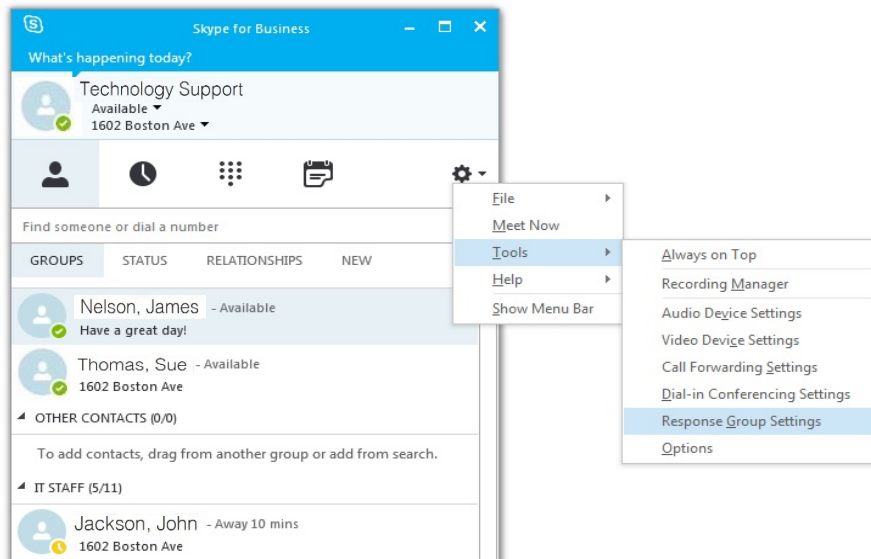 Skype for Business
What's happening today?
Technology Support
Available
1602 Boston Ave
Find someone or dial a number
GROUPS STATUS RELATIONSHIPS NEW
Nelson, James - Available
Have a great day!
Thomas, Sue - Available
1602 Boston Ave
OTHER CONTACTS (0/0)
To add contacts, drag from another group or add from search.
IT STAFF (5/11)
Jackson, John - Away 10 mins
1602 Boston Ave
File
Meet Now
Tools
Help
Show Menu Bar
Always on Top
Recording Manager
Audio Device Settings
Video Device Settings
Call Forwarding Settings
Dial-in Conferencing Settings
Response Group Settings
Options